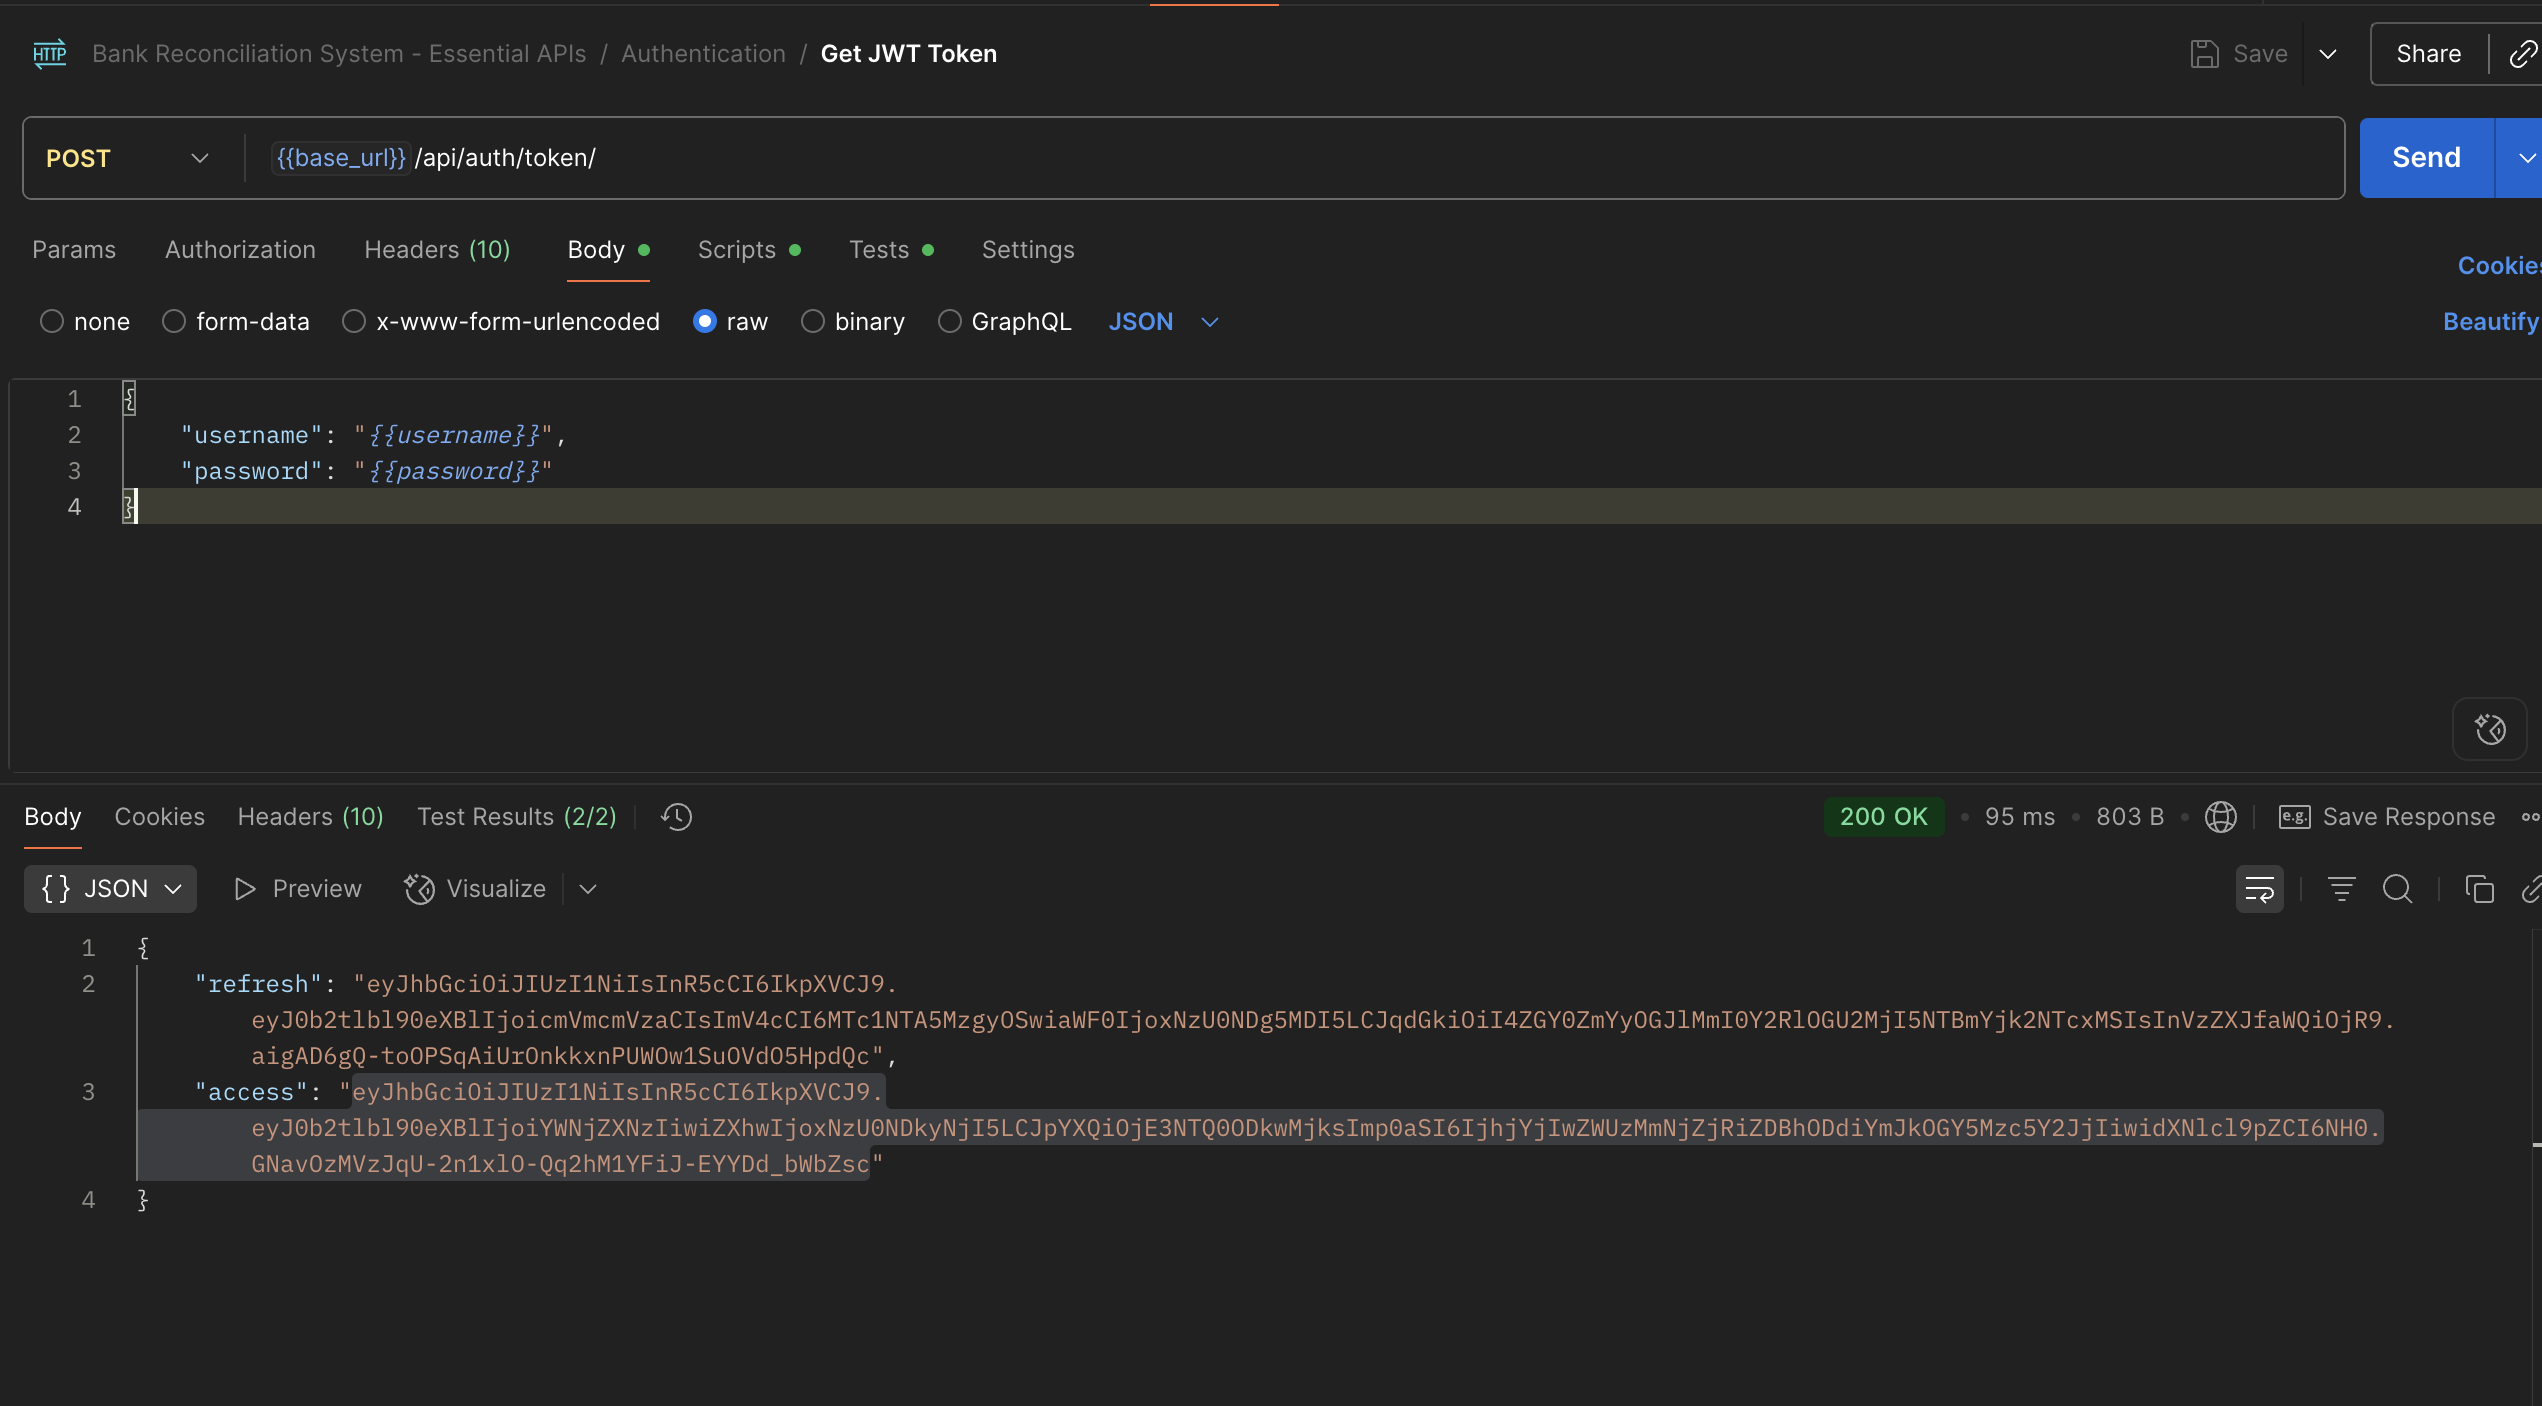 HTTP Bank Reconciliation System - Essential APIs / Authentication / Get JWT Token Save Share
POST {{base_url}}/api/auth/token/ Send
Params Authorization Headers (10) Body Scripts Tests Settings Cookies
none form-data x-www-form-urlencoded raw binary GraphQL JSON Beautify
1 {
2 "username": "{{username}}",
3 "password": "{{password}}"
4 }
Body Cookies Headers (10) Test Results (2/2) 200 OK 95 ms 803 B e.g. Save Response
{} JSON Preview Visualize
1 {
2 "refresh": "eyJhbGciOiJIUzI1NiIsInR5cCI6IkpXVCJ9.
eyJ0b2tlbl90eXBlIjoicmVmcmVzaCIsImV4cCI6MTc1NTA5MzgyOSwiaWF0IjoxNzU0NDg5MDI5LCJqdGkiOiI4ZGY0ZmYyOGJlMmI0Y2RlOGU2MjI5NTBmYjk2NTcxMSIsInVzZXJfaWQiOjR9.
aigAD6gQ-toOPSqAiUrOnkkxnPUWOw1SuOVdO5HpdQc",
3 "access": "eyJhbGciOiJIUzI1NiIsInR5cCI6IkpXVCJ9.
eyJ0b2tlbl90eXBlIjoiYWNjZXNzIiwiZXhwIjoxNzU0NDkyNjI5LCJpYXQiOjE3NTQ0ODkwMjksImp0aSI6IjhjYjIwZWUzMmNjZjRiZDBhODdiYmJkOGY5Mzc5Y2JjIiwidXNlcl9pZCI6NH0.
GNavOzMVzJqU-2n1xlO-Qq2hM1YFiJ-EYYDd_bWbZsc"
4 }